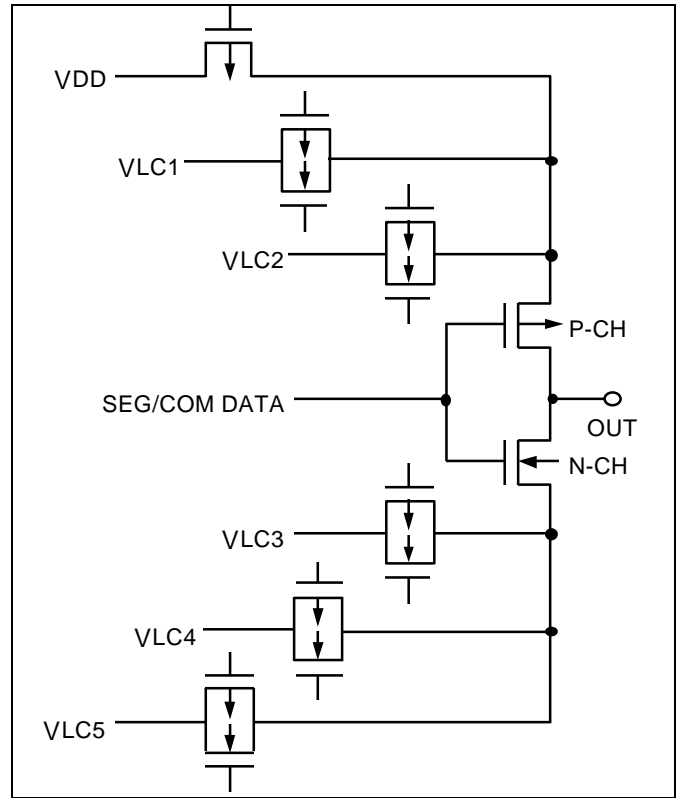 VDD
VLC1
VLC2
P-CH
SEG/COM DATA
OUT
N-CH
VLC3
VLC4
VLC5